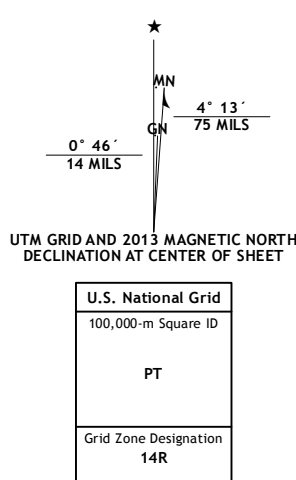 ★
MN
GN
4° 13´
75 MILS
0° 46´
14 MILS
UTM GRID AND 2013 MAGNETIC NORTH
DECLINATION AT CENTER OF SHEET
U.S. National Grid
100,000-m Square ID
PT
Grid Zone Designation
14R